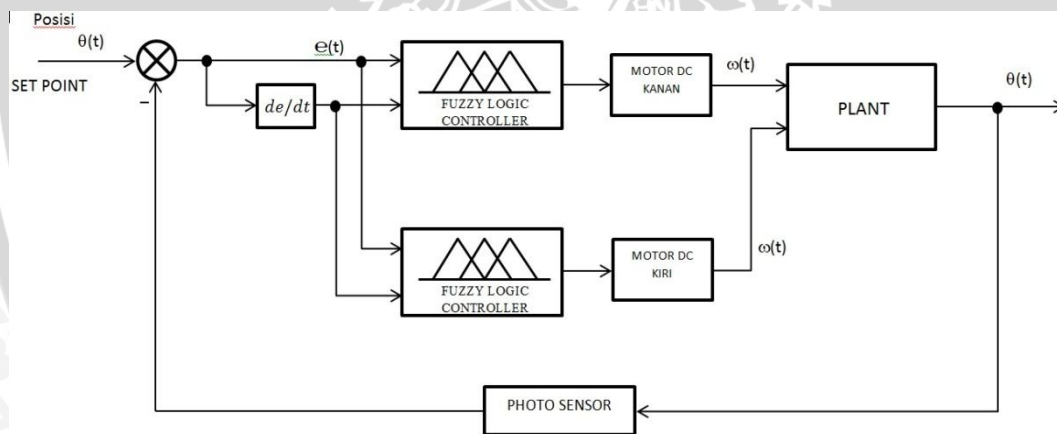 Posisi
θ(t)
SET POINT
−
e(t)
de/dt
FUZZY LOGIC
CONTROLLER
MOTOR DC
KANAN
ω(t)
PLANT
θ(t)
FUZZY LOGIC
CONTROLLER
MOTOR DC
KIRI
ω(t)
PHOTO SENSOR